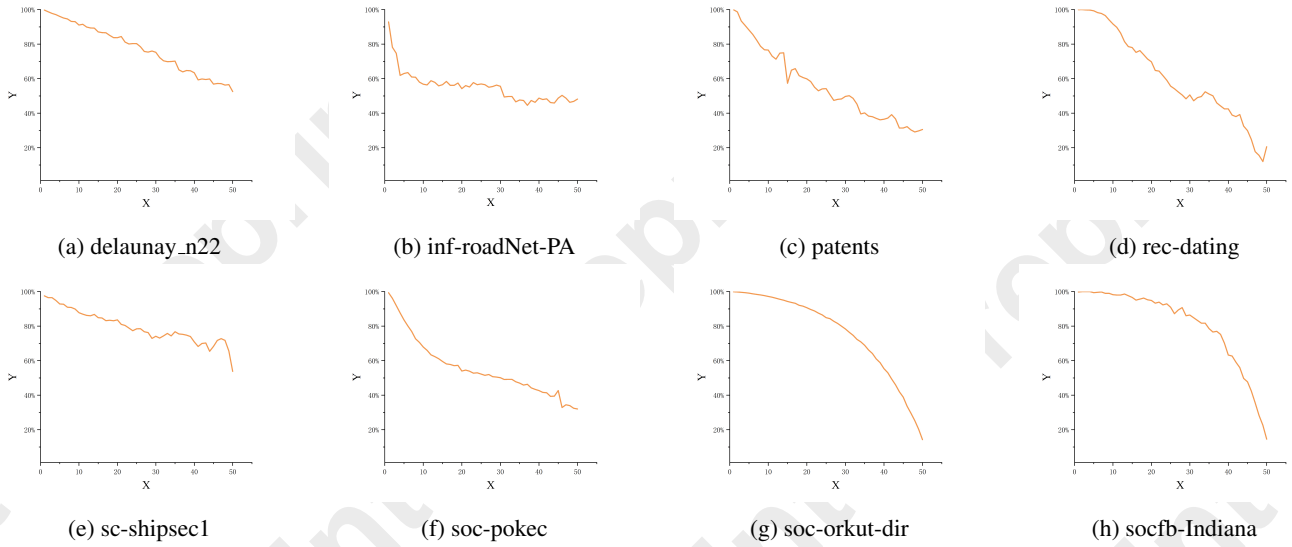 100%
80%
60%
40%
20%
Y
0 10 20 30 40 50
X
(a) delaunay_n22
100%
80%
60%
40%
20%
Y
0 10 20 30 40 50
X
(b) inf-roadNet-PA
100%
80%
60%
40%
20%
Y
0 10 20 30 40 50
X
(c) patents
100%
80%
60%
40%
20%
Y
0 10 20 30 40 50
X
(d) rec-dating
100%
80%
60%
40%
20%
Y
0 10 20 30 40 50
X
(e) sc-shipsec1
100%
80%
60%
40%
20%
Y
0 10 20 30 40 50
X
(f) soc-pokec
100%
80%
60%
40%
20%
Y
0 10 20 30 40 50
X
(g) soc-orkut-dir
100%
80%
60%
40%
20%
Y
0 10 20 30 40 50
X
(h) socfb-Indiana